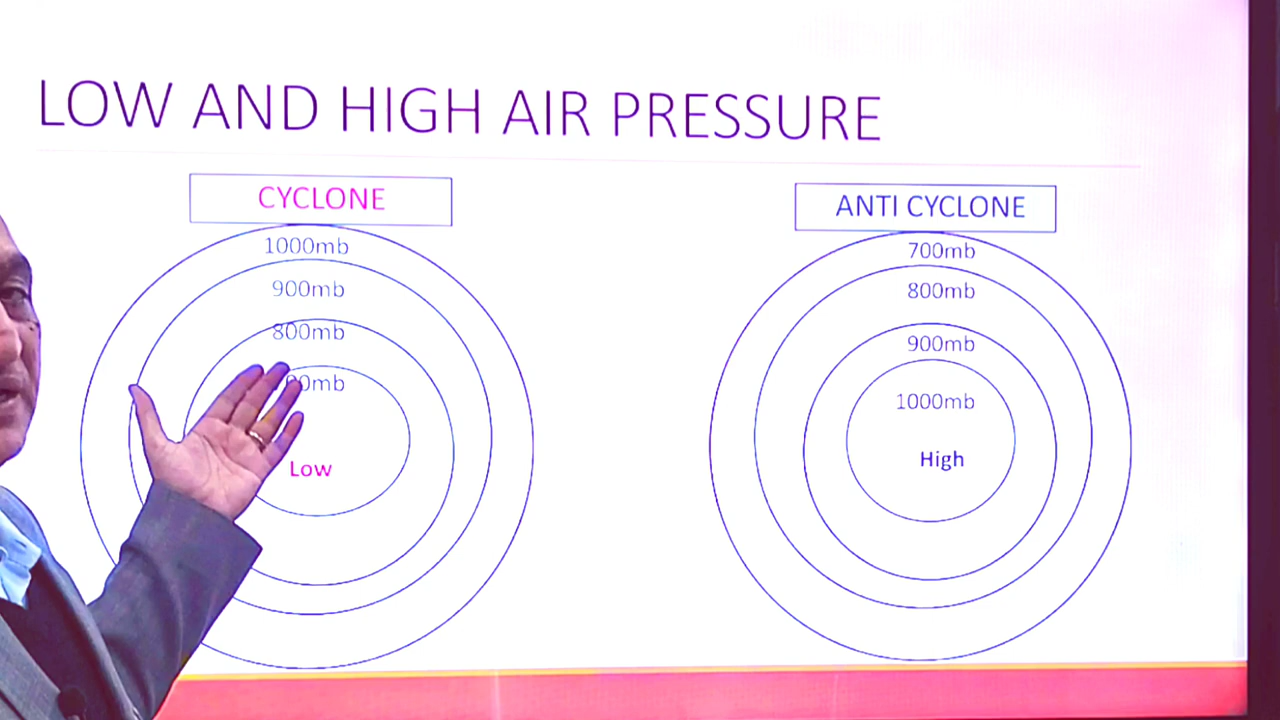 LOW AND HIGH AIR PRESSURE
CYCLONE
1000mb
900mb
800mb
Low
ANTI CYCLONE
700mb
800mb
900mb
1000mb
High